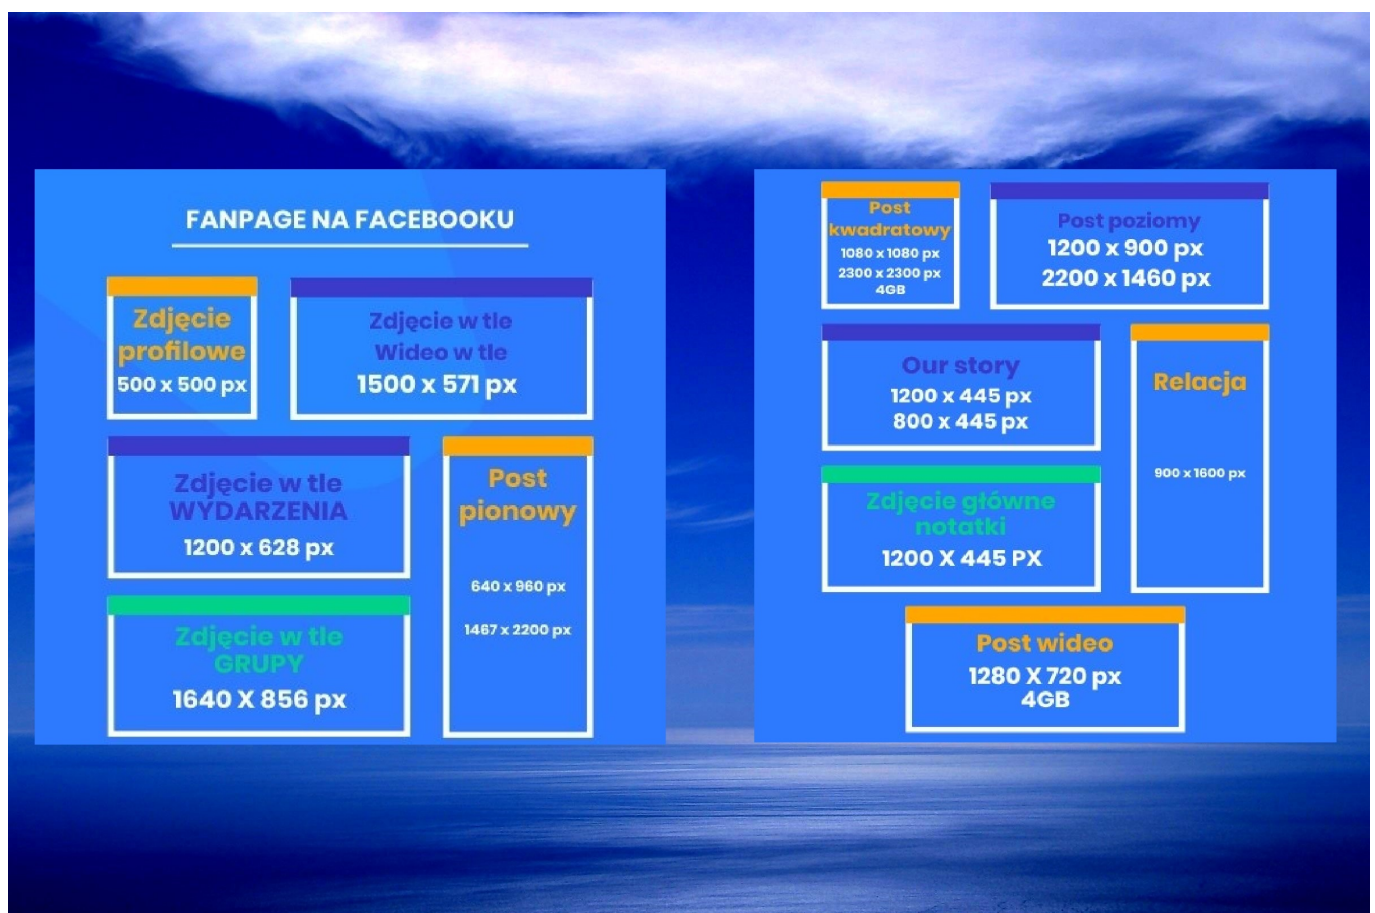 FANPAGE NA FACEBOOKU
Zdjęcie
profilowe
500 x 500 px
Zdjęcie w tle
Wideo w tle
1500 x 571 px
Zdjęcie w tle
WYDARZENIA
1200 x 628 px
Post
pionowy
640 x 960 px
1467 x 2200 px
Zdjęcie w tle
GRUPY
1640 X 856 px
Post
kwadratowy
1080 x 1080 px
2300 x 2300 px
4GB
Post poziomy
1200 x 900 px
2200 x 1460 px
Our story
1200 x 445 px
800 x 445 px
Relacja
900 x 1600 px
Zdjęcie główne
notatki
1200 X 445 PX
Post wideo
1280 X 720 px
4GB